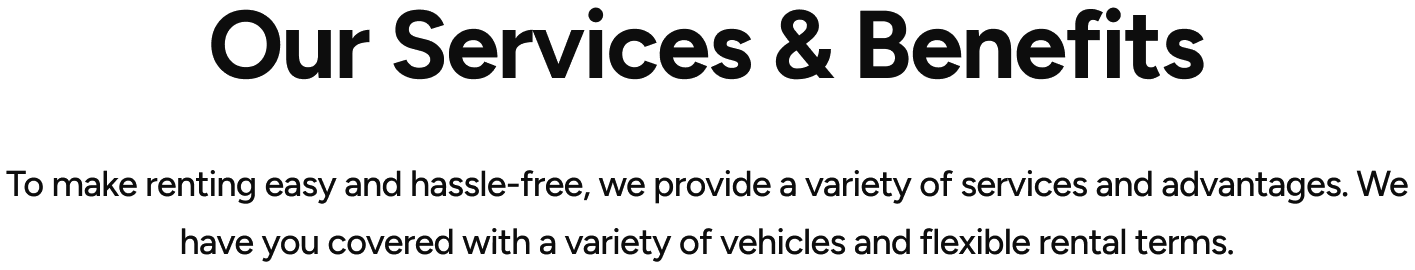 Our Services & Benefits
To make renting easy and hassle-free, we provide a variety of services and advantages. We
have you covered with a variety of vehicles and flexible rental terms.